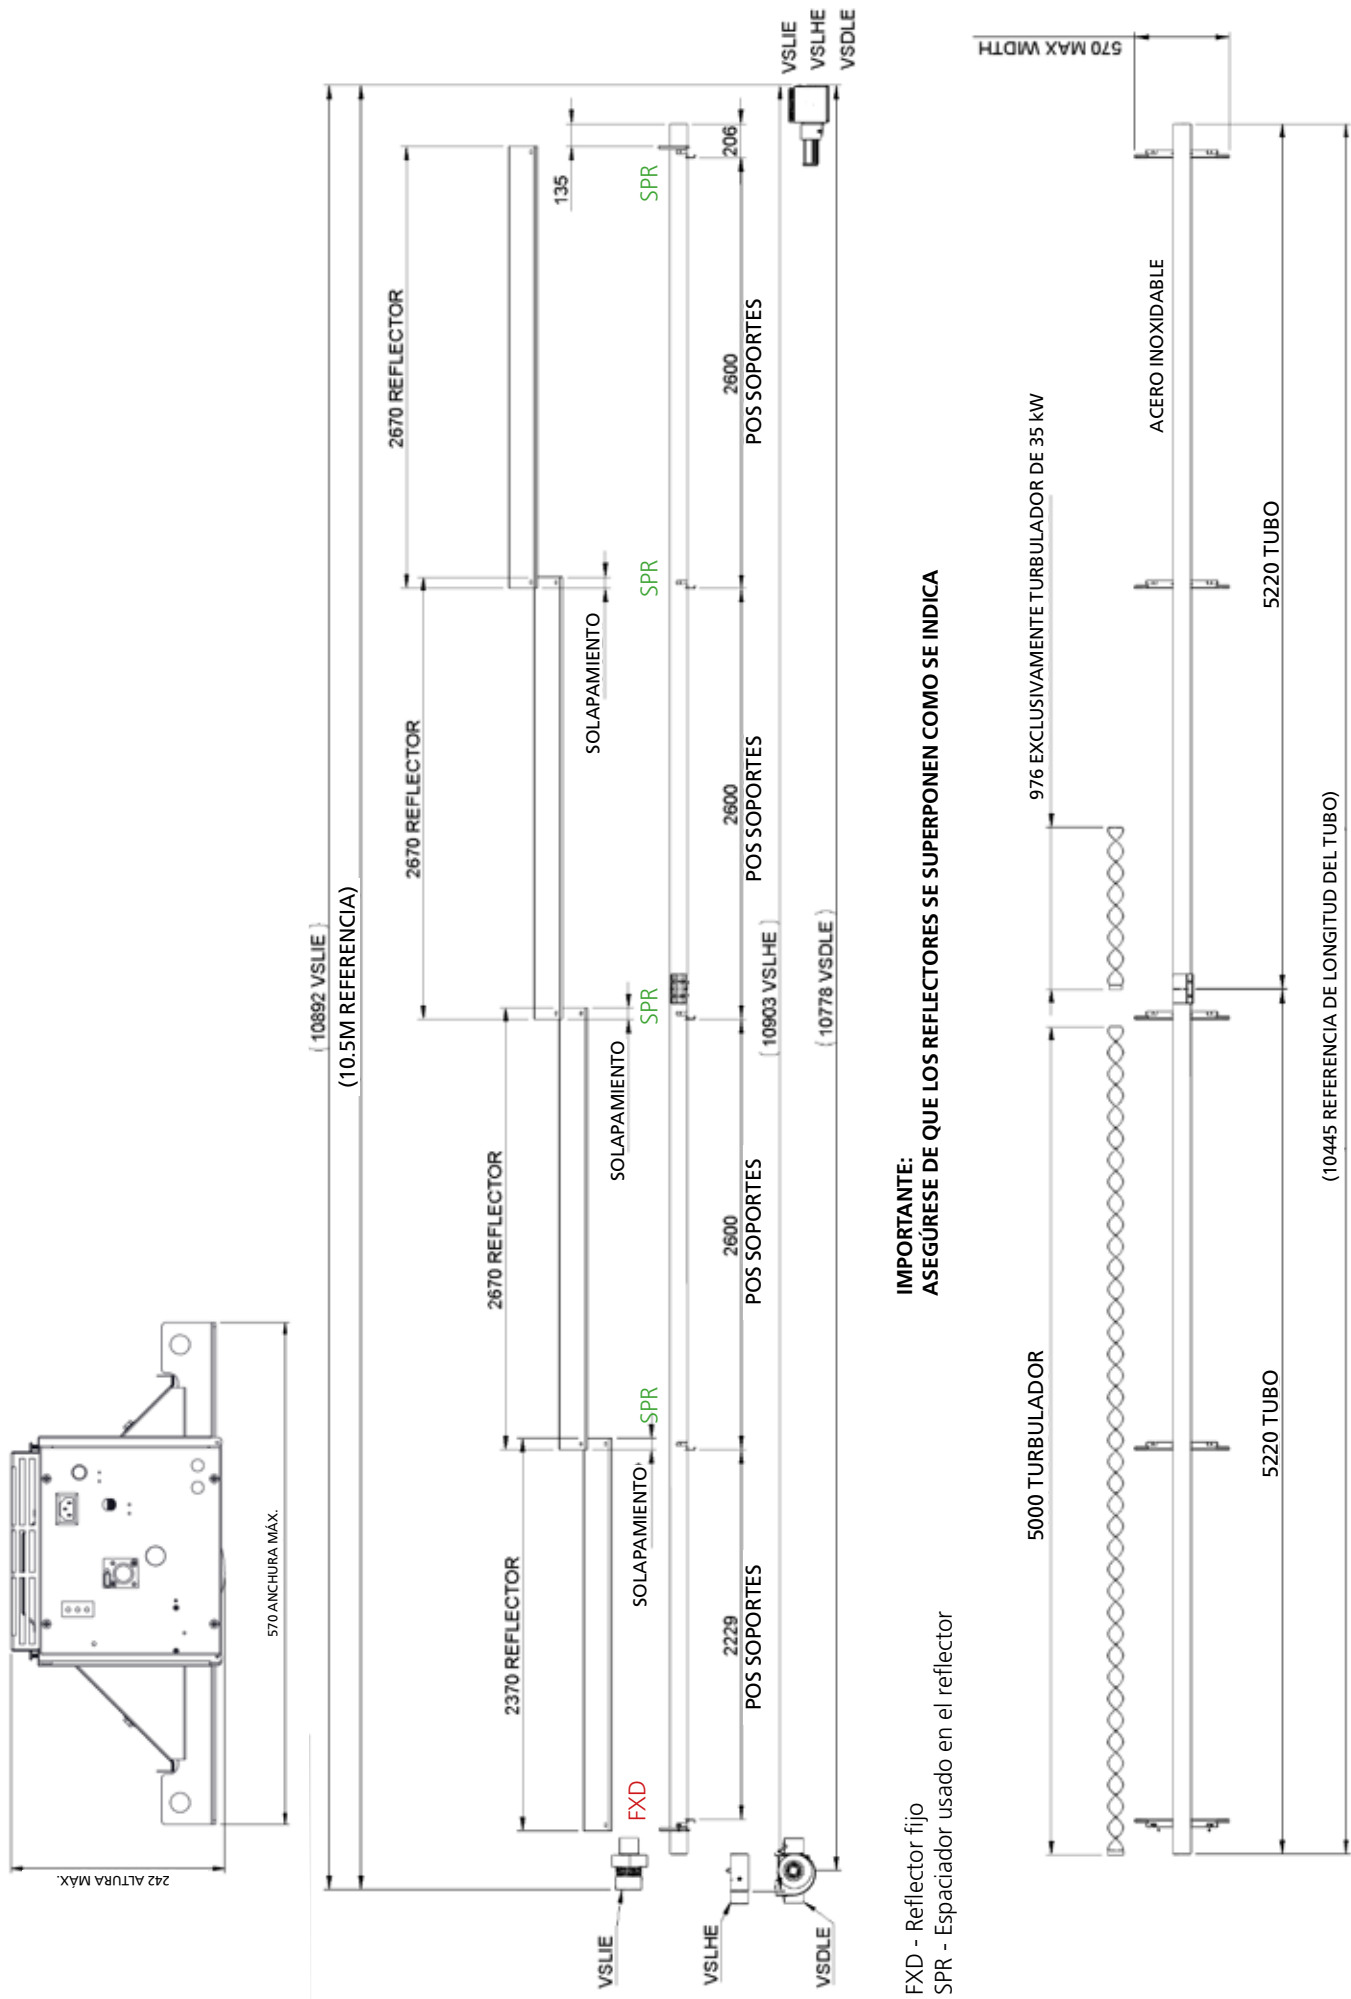 242 ALTURA MÁX.
570 ANCHURA MÁX.
( 10892 VSLIE )
(10.5M REFERENCIA)
2370 REFLECTOR
2670 REFLECTOR
2670 REFLECTOR
2670 REFLECTOR
SOLAPAMIENTO
SOLAPAMIENTO
SOLAPAMIENTO
135
FXD
SPR
SPR
SPR
SPR
2229
POS SOPORTES
2600
POS SOPORTES
2600
POS SOPORTES
2600
POS SOPORTES
206
( 10903 VSLHE )
( 10778 VSDLE )
VSLIE
VSLHE
VSDLE
VSLIE
VSLHE
VSDLE
FXD - Reflector fijo
SPR - Espaciador usado en el reflector
IMPORTANTE:
ASEGÚRESE DE QUE LOS REFLECTORES SE SUPERPONEN COMO SE INDICA
5000 TURBULADOR
976 EXCLUSIVAMENTE TURBULADOR DE 35 kW
570 MAX WIDTH
ACERO INOXIDABLE
5220 TUBO
5220 TUBO
(10445 REFERENCIA DE LONGITUD DEL TUBO)